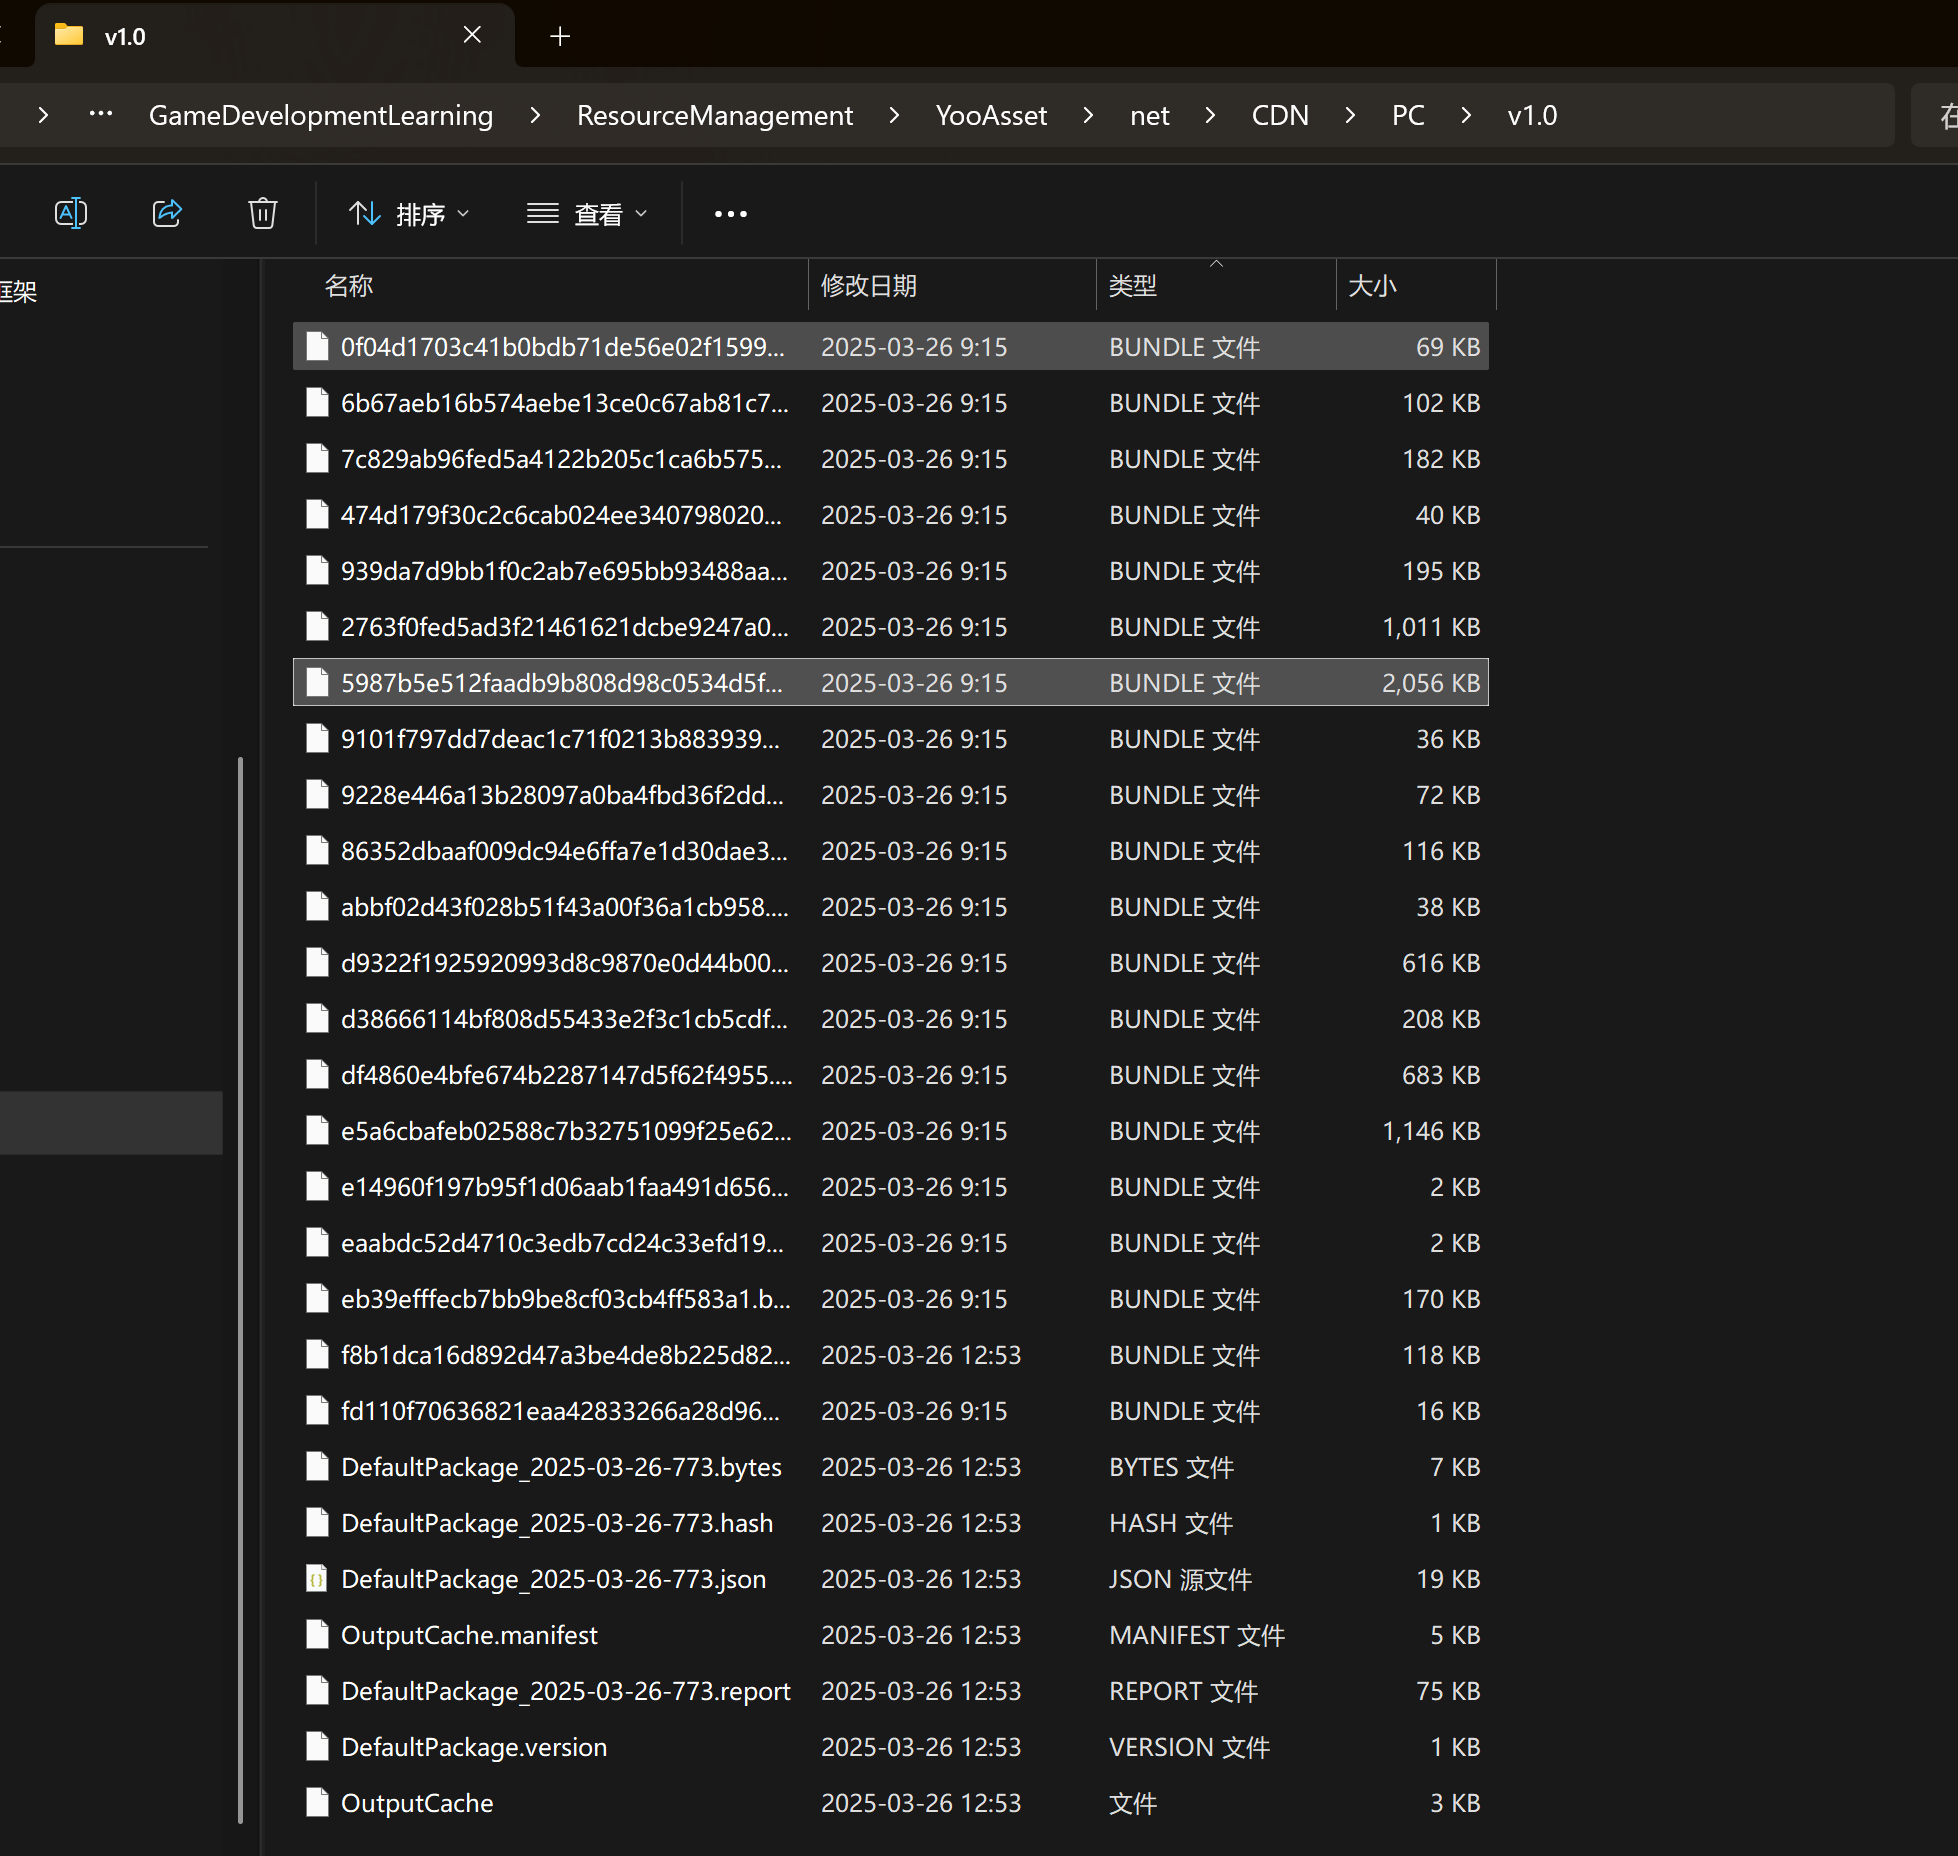 v1.0
GameDevelopmentLearning ResourceManagement YooAsset net CDN PC v1.0 在
排序 查看
框架
名称 修改日期 类型 大小
0f04d1703c41b0bdb71de56e02f1599... 2025-03-26 9:15 BUNDLE 文件 69 KB
6b67aeb16b574aebe13ce0c67ab81c7... 2025-03-26 9:15 BUNDLE 文件 102 KB
7c829ab96fed5a4122b205c1ca6b575... 2025-03-26 9:15 BUNDLE 文件 182 KB
474d179f30c2c6cab024ee340798020... 2025-03-26 9:15 BUNDLE 文件 40 KB
939da7d9bb1f0c2ab7e695bb93488aa... 2025-03-26 9:15 BUNDLE 文件 195 KB
2763f0fed5ad3f21461621dcbe9247a0... 2025-03-26 9:15 BUNDLE 文件 1,011 KB
5987b5e512faadb9b808d98c0534d5f... 2025-03-26 9:15 BUNDLE 文件 2,056 KB
9101f797dd7deac1c71f0213b883939... 2025-03-26 9:15 BUNDLE 文件 36 KB
9228e446a13b28097a0ba4fbd36f2dd... 2025-03-26 9:15 BUNDLE 文件 72 KB
86352dbaaf009dc94e6ffa7e1d30dae3... 2025-03-26 9:15 BUNDLE 文件 116 KB
abbf02d43f028b51f43a00f36a1cb958.... 2025-03-26 9:15 BUNDLE 文件 38 KB
d9322f1925920993d8c9870e0d44b00... 2025-03-26 9:15 BUNDLE 文件 616 KB
d38666114bf808d55433e2f3c1cb5cdf... 2025-03-26 9:15 BUNDLE 文件 208 KB
df4860e4bfe674b2287147d5f62f4955.... 2025-03-26 9:15 BUNDLE 文件 683 KB
e5a6cbafeb02588c7b32751099f25e62... 2025-03-26 9:15 BUNDLE 文件 1,146 KB
e14960f197b95f1d06aab1faa491d656... 2025-03-26 9:15 BUNDLE 文件 2 KB
eaabdc52d4710c3edb7cd24c33efd19... 2025-03-26 9:15 BUNDLE 文件 2 KB
eb39efffecb7bb9be8cf03cb4ff583a1.b... 2025-03-26 9:15 BUNDLE 文件 170 KB
f8b1dca16d892d47a3be4de8b225d82... 2025-03-26 12:53 BUNDLE 文件 118 KB
fd110f70636821eaa42833266a28d96... 2025-03-26 9:15 BUNDLE 文件 16 KB
DefaultPackage_2025-03-26-773.bytes 2025-03-26 12:53 BYTES 文件 7 KB
DefaultPackage_2025-03-26-773.hash 2025-03-26 12:53 HASH 文件 1 KB
DefaultPackage_2025-03-26-773.json 2025-03-26 12:53 JSON 源文件 19 KB
OutputCache.manifest 2025-03-26 12:53 MANIFEST 文件 5 KB
DefaultPackage_2025-03-26-773.report 2025-03-26 12:53 REPORT 文件 75 KB
DefaultPackage.version 2025-03-26 12:53 VERSION 文件 1 KB
OutputCache 2025-03-26 12:53 文件 3 KB